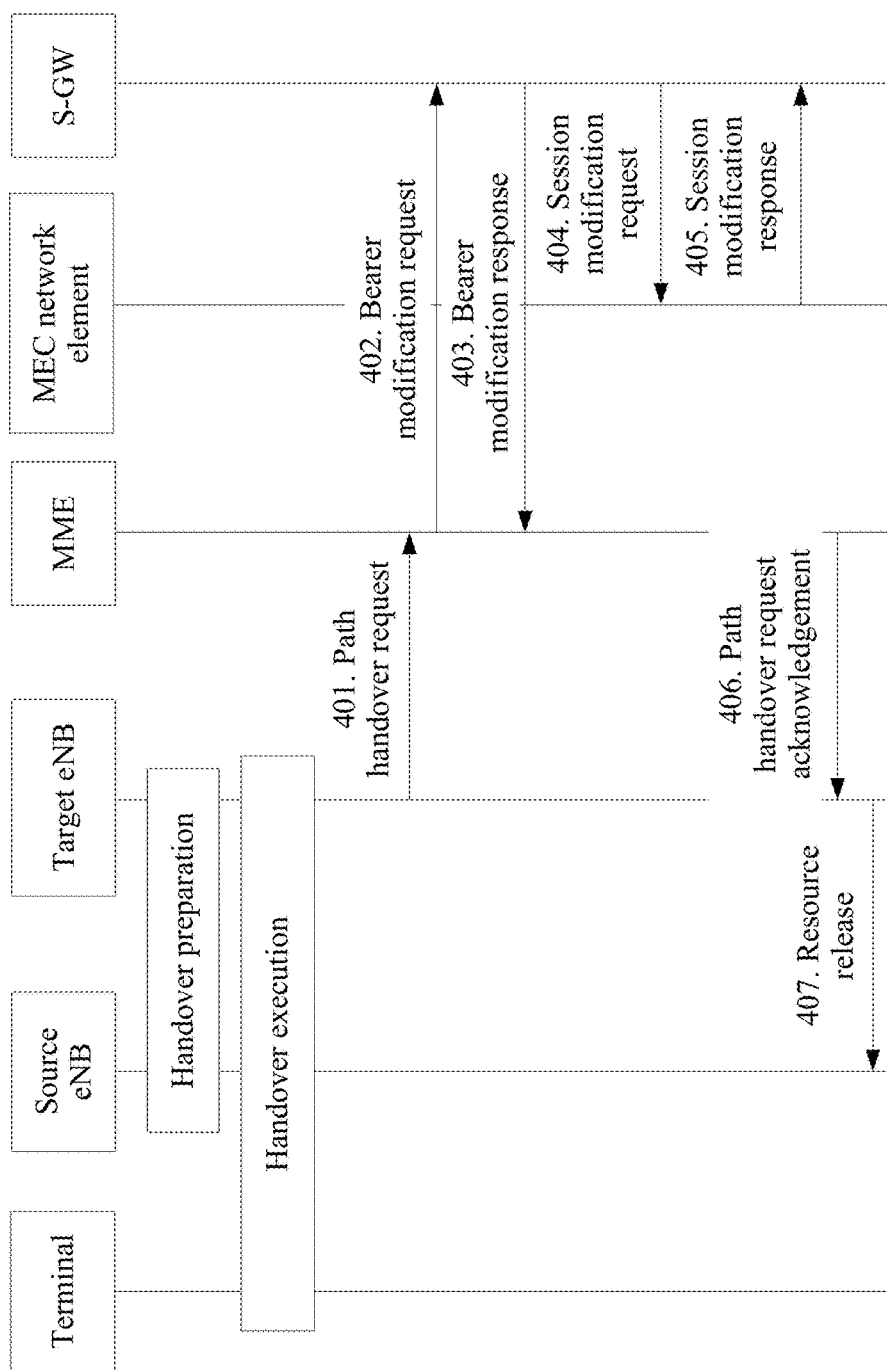 Terminal
Source
eNB
Target eNB
MME
MEC network
element
S-GW
Handover preparation
Handover execution
401. Path
handover request
402. Bearer
modification request
403. Bearer
modification response
404. Session
modification
request
405. Session
modification
response
406. Path
handover request
acknowledgement
407. Resource
release